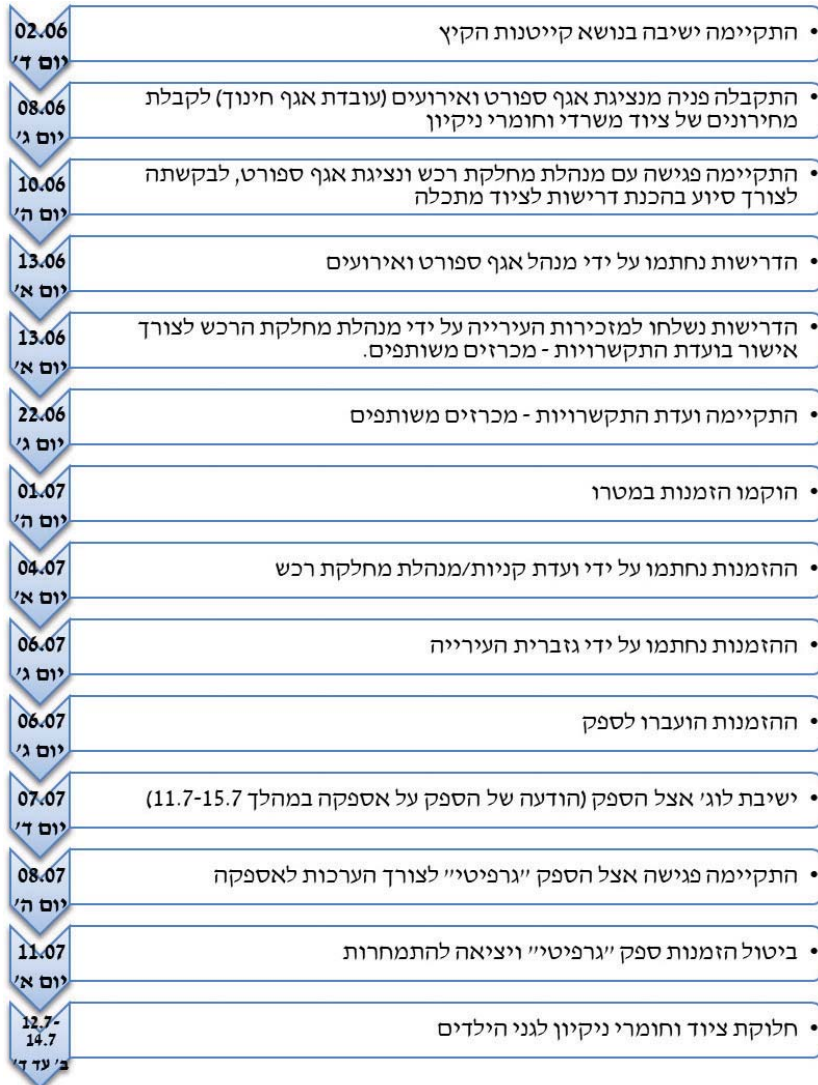 02.06
יום ד'
• התקיימה ישיבה בנושא קייטנות הקיץ
08.06
יום ג'
• התקבלה פניה מנציגת אגף ספורט ואירועים (עובדת אגף חינוך) לקבלת
מחירונים של ציוד משרדי וחומרי ניקיון
10.06
יום ה'
• התקיימה פגישה עם מנהלת מחלקת רכש ונציגת אגף ספורט, לבקשתה
לצורך סיוע בהכנת דרישות לציוד מתכלה
13.06
יום א'
• הדרישות נחתמו על ידי מנהל אגף ספורט ואירועים
13.06
יום א'
• הדרישות נשלחו למזכירות העירייה על ידי מנהלת מחלקת הרכש לצורך
אישור בועדת התקשרויות - מכרזים משותפים.
22.06
יום ג'
• התקיימה ועדת התקשרויות - מכרזים משותפים
01.07
יום ה'
• הוקמו הזמנות במטרו
04.07
יום א'
• ההזמנות נחתמו על ידי ועדת קניות/מנהלת מחלקת רכש
06.07
יום ג'
• ההזמנות נחתמו על ידי גזברית העירייה
06.07
יום ג'
• ההזמנות הועברו לספק
07.07
יום ד'
• ישיבת לוג' אצל הספק (הודעה של הספק על אספקה במהלך 11.7-15.7)
08.07
יום ה'
• התקיימה פגישה אצל הספק ״גרפיטי״ לצורך הערכות לאספקה
11.07
יום א'
• ביטול הזמנות ספק ״גרפיטי״ ויציאה להתמחרות
12.7-
14.7
ב' עד ד'
• חלוקת ציוד וחומרי ניקיון לגני הילדים